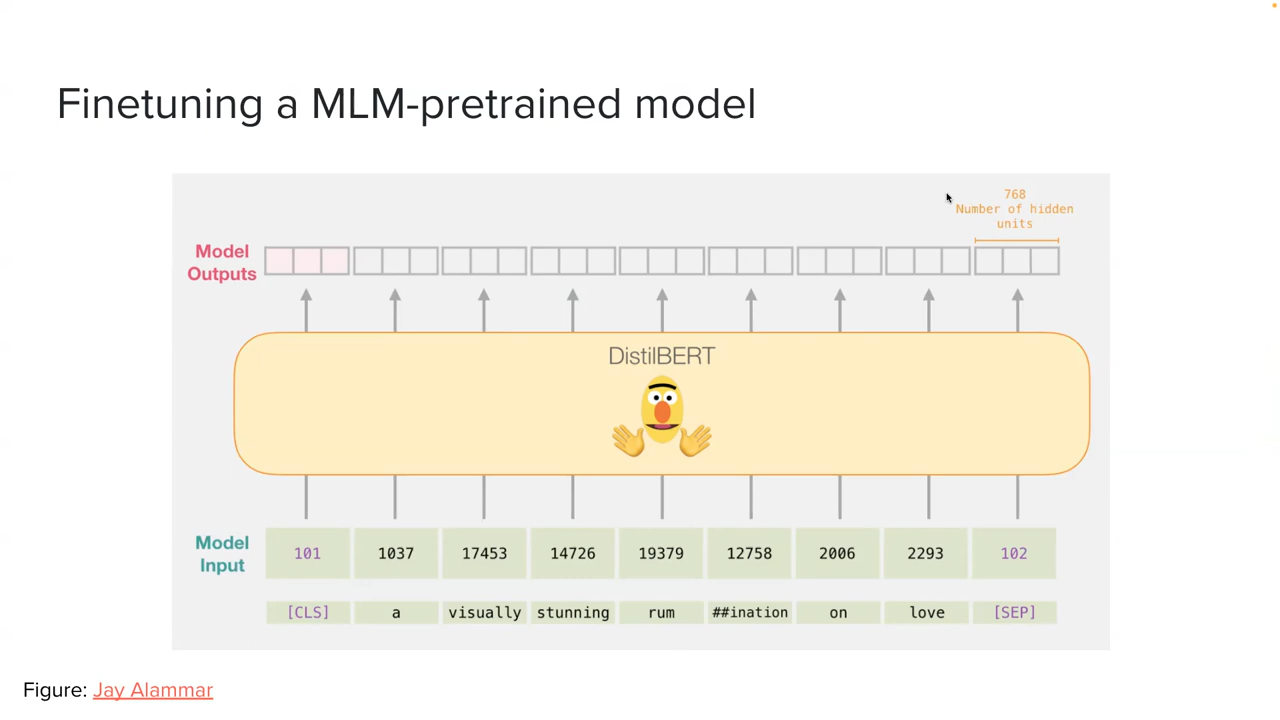 Finetuning a MLM-pretrained model
768
Number of hidden
units
Model
Outputs
DistilBERT
Model
Input
101 1037 17453 14726 19379 12758 2006 2293 102
[CLS] a visually stunning rum ##ination on love [SEP]
Figure: Jay Alammar